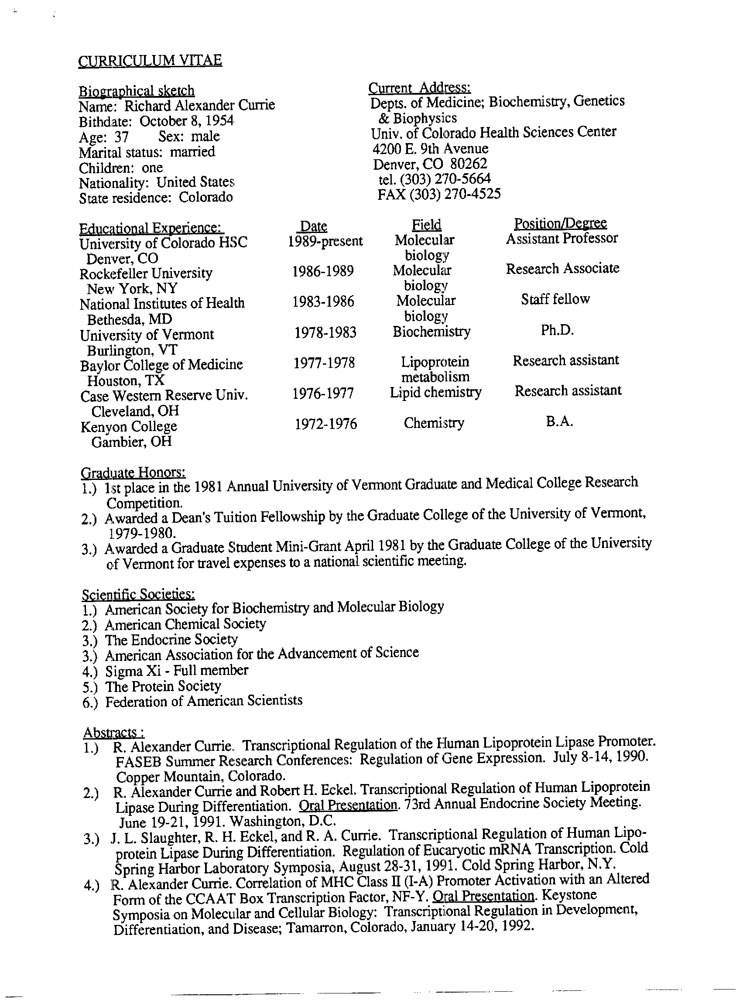 CURRICULUM VITAE
Biographical sketch
Name: Richard Alexander Currie
Birthdate: October 8, 1954
Age: 37 Sex: male
Marital status: married
Children: one
Nationality: United States
State residence: Colorado
Current Address:
Depts. of Medicine; Biochemistry, Genetics
& Biophysics
Univ. of Colorado Health Sciences Center
4200 E. 9th Avenue
Denver, CO 80262
tel. (303) 270-5664
FAX (303) 270-4525
Educational Experience: Date Field Position/Degree
University of Colorado HSC 1989-present Molecular Assistant Professor
Denver, CO biology
Rockefeller University 1986-1989 Molecular Research Associate
New York, NY biology
National Institutes of Health 1983-1986 Molecular Staff fellow
Bethesda, MD biology
University of Vermont 1978-1983 Biochemistry Ph.D.
Burlington, VT
Baylor College of Medicine 1977-1978 Lipoprotein Research assistant
Houston, TX metabolism
Case Western Reserve Univ. 1976-1977 Lipid chemistry Research assistant
Cleveland, OH
Kenyon College 1972-1976 Chemistry B.A.
Gambier, OH
Graduate Honors:
1.) 1st place in the 1981 Annual University of Vermont Graduate and Medical College Research
Competition.
2.) Awarded a Dean's Tuition Fellowship by the Graduate College of the University of Vermont,
1979-1980.
3.) Awarded a Graduate Student Mini-Grant April 1981 by the Graduate College of the University
of Vermont for travel expenses to a national scientific meeting.
Scientific Societies:
1.) American Society for Biochemistry and Molecular Biology
2.) American Chemical Society
3.) The Endocrine Society
3.) American Association for the Advancement of Science
4.) Sigma Xi - Full member
5.) The Protein Society
6.) Federation of American Scientists
Abstracts :
1.) R. Alexander Currie. Transcriptional Regulation of the Human Lipoprotein Lipase Promoter.
FASEB Summer Research Conferences: Regulation of Gene Expression. July 8-14, 1990.
Copper Mountain, Colorado.
2.) R. Alexander Currie and Robert H. Eckel. Transcriptional Regulation of Human Lipoprotein
Lipase During Differentiation. Oral Presentation. 73rd Annual Endocrine Society Meeting.
June 19-21, 1991. Washington, D.C.
3.) J. L. Slaughter, R. H. Eckel, and R. A. Currie. Transcriptional Regulation of Human Lipo-
protein Lipase During Differentiation. Regulation of Eucaryotic mRNA Transcription. Cold
Spring Harbor Laboratory Symposia, August 28-31, 1991. Cold Spring Harbor, N.Y.
4.) R. Alexander Currie. Correlation of MHC Class II (I-A) Promoter Activation with an Altered
Form of the CCAAT Box Transcription Factor, NF-Y. Oral Presentation. Keystone
Symposia on Molecular and Cellular Biology: Transcriptional Regulation in Development,
Differentiation, and Disease; Tamarron, Colorado, January 14-20, 1992.